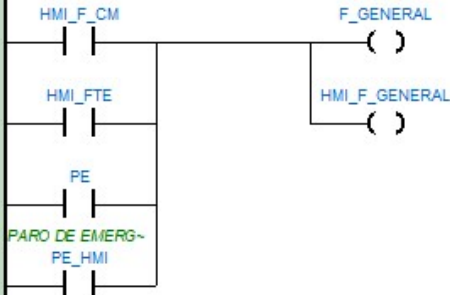 HMI_F_CM F_GENERAL
HMI_FTE HMI_F_GENERAL
PE
PARO DE EMERG~
PE_HMI